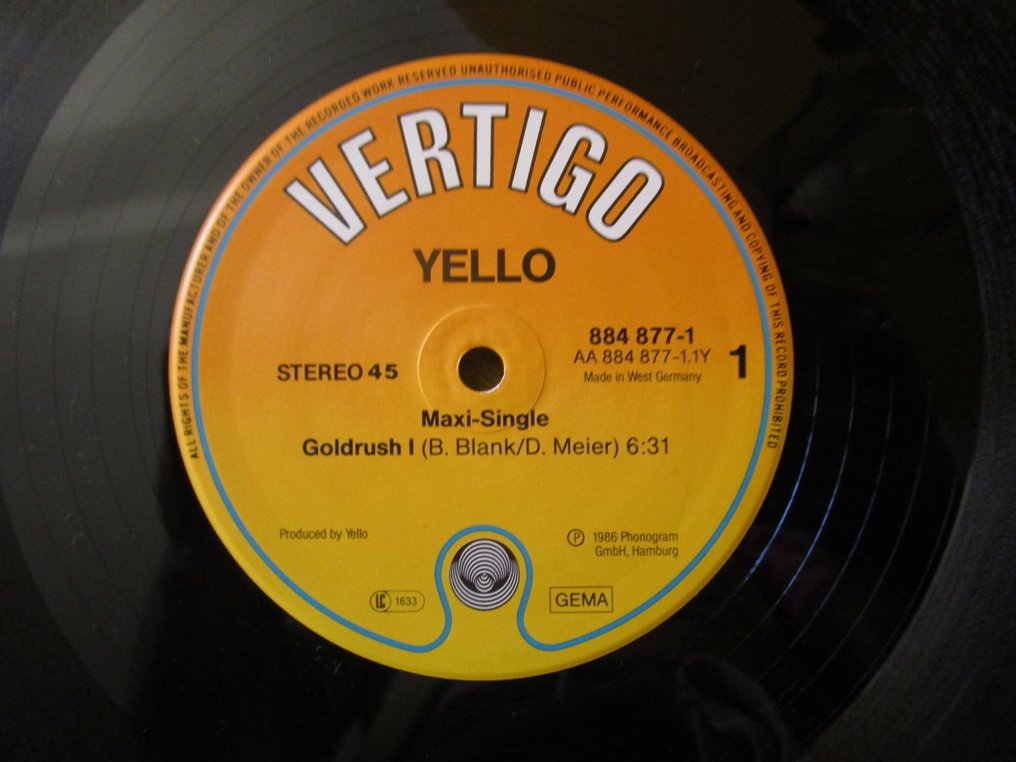 ALL RIGHTS OF THE MANUFACTURER AND OF THE OWNER OF THE RECORDED WORK RESERVED UNAUTHORISED PUBLIC PERFORMANCE BROADCASTING AND COPYING OF THIS RECORD PROHIBITED
VERTIGO
YELLO
884 877-1
AA 884 877-1.1Y
Made in West Germany
1
STEREO 45
Maxi-Single
Goldrush I (B. Blank/D. Meier) 6:31
Produced by Yello
Ⓟ 1986 Phonogram
GmbH, Hamburg
LC 1633
GEMA